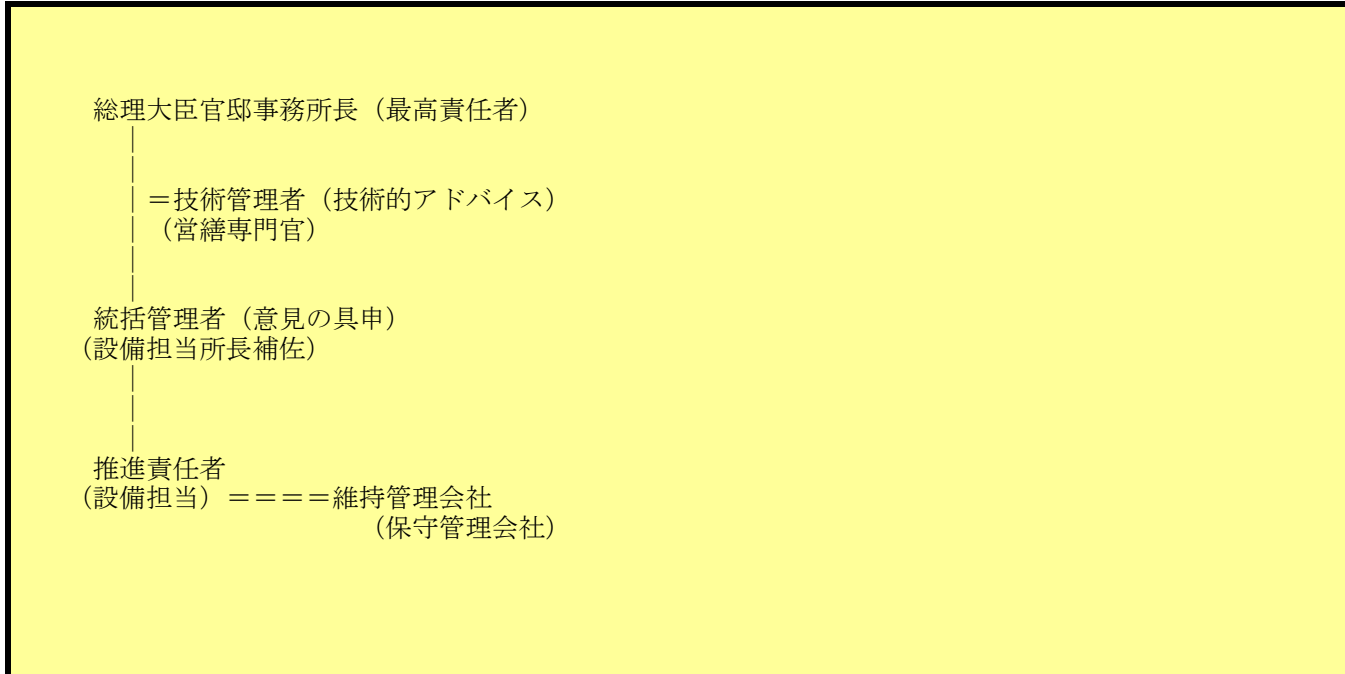 総理大臣官邸事務所長（最高責任者）
＝技術管理者（技術的アドバイス）
（営繕専門官）
統括管理者（意見の具申）
（設備担当所長補佐）
推進責任者
（設備担当）＝＝＝＝維持管理会社
（保守管理会社）